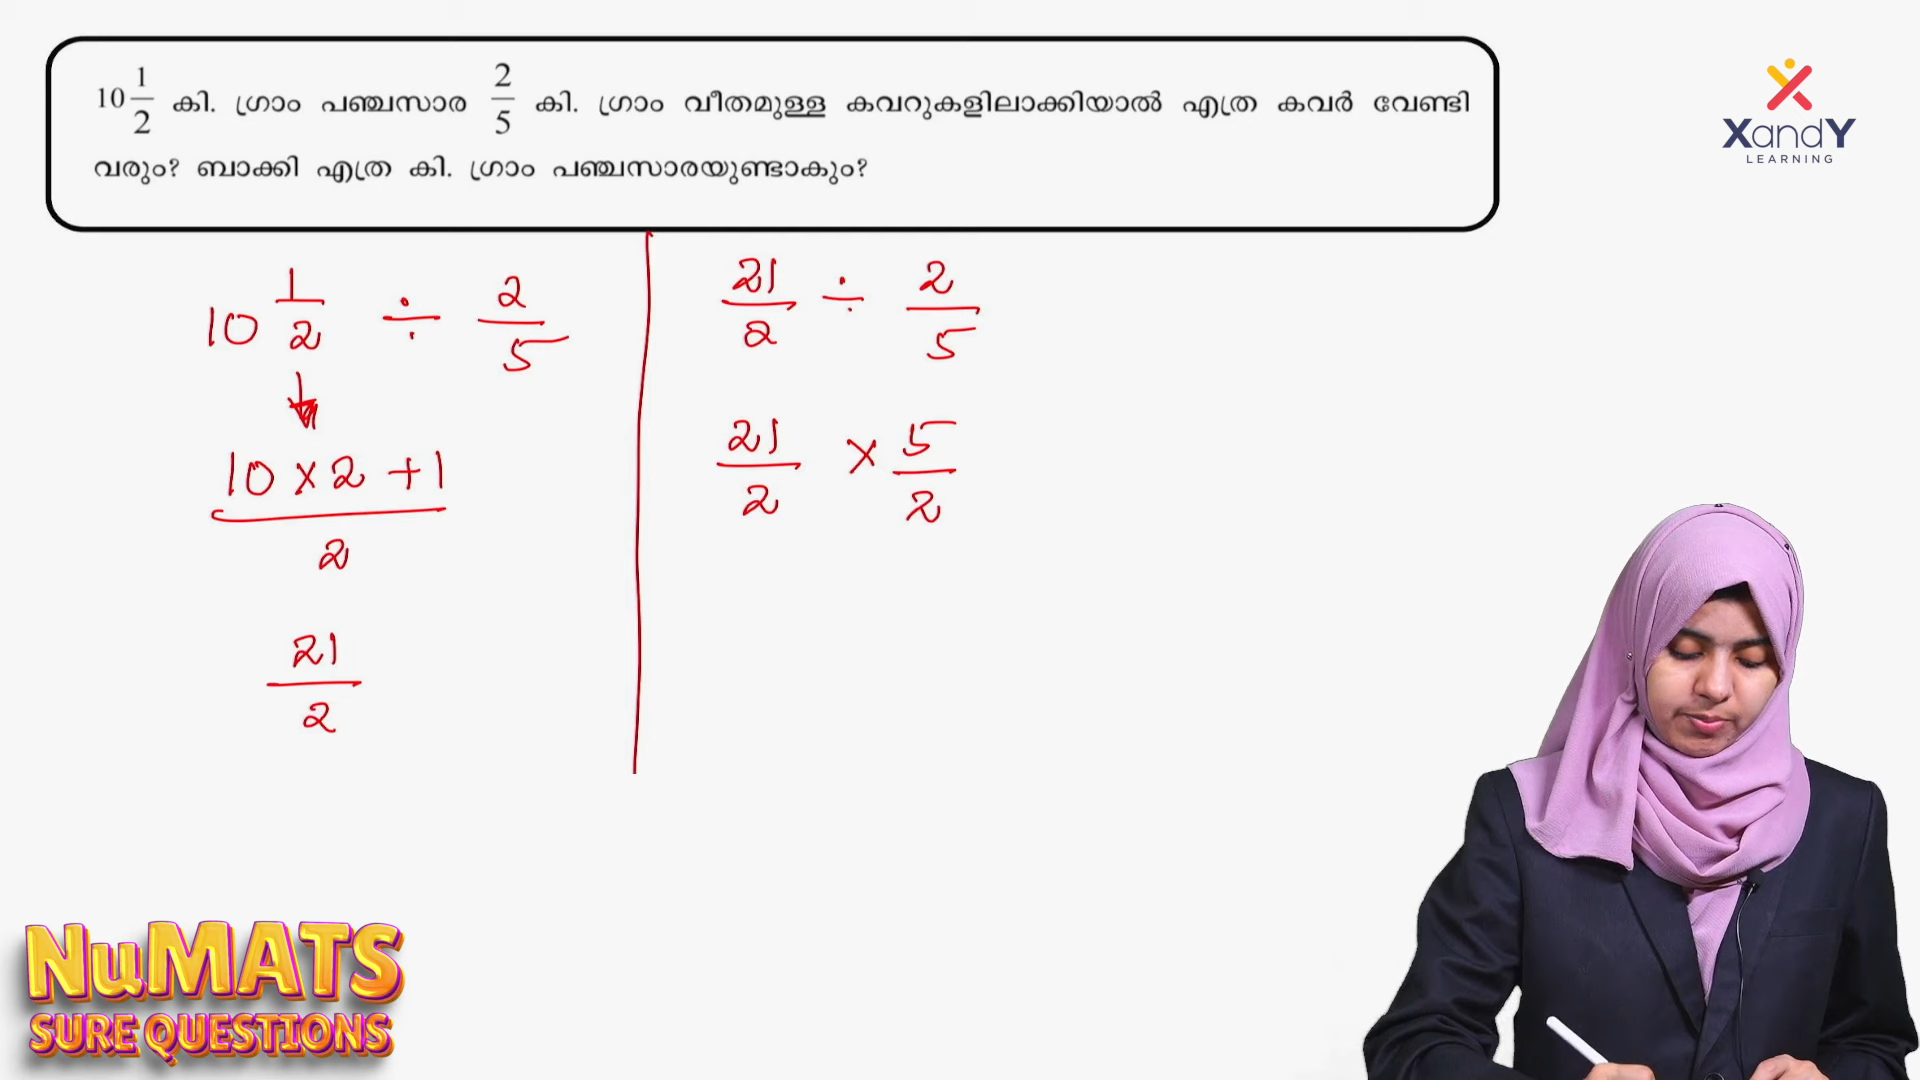 10 1/2 കി. ഗ്രാം പഞ്ചസാര 2/5 കി. ഗ്രാം വീതമുള്ള കവറുകളിലാക്കിയാൽ എത്ര കവർ വേണ്ടി
വരും? ബാക്കി എത്ര കി. ഗ്രാം പഞ്ചസാരയുണ്ടാകും?
XandY
LEARNING
10 1/2 ÷ 2/5
10 × 2 + 1
2
21/2
21/2 ÷ 2/5
21/2 × 5/2
NuMATS
SURE QUESTIONS